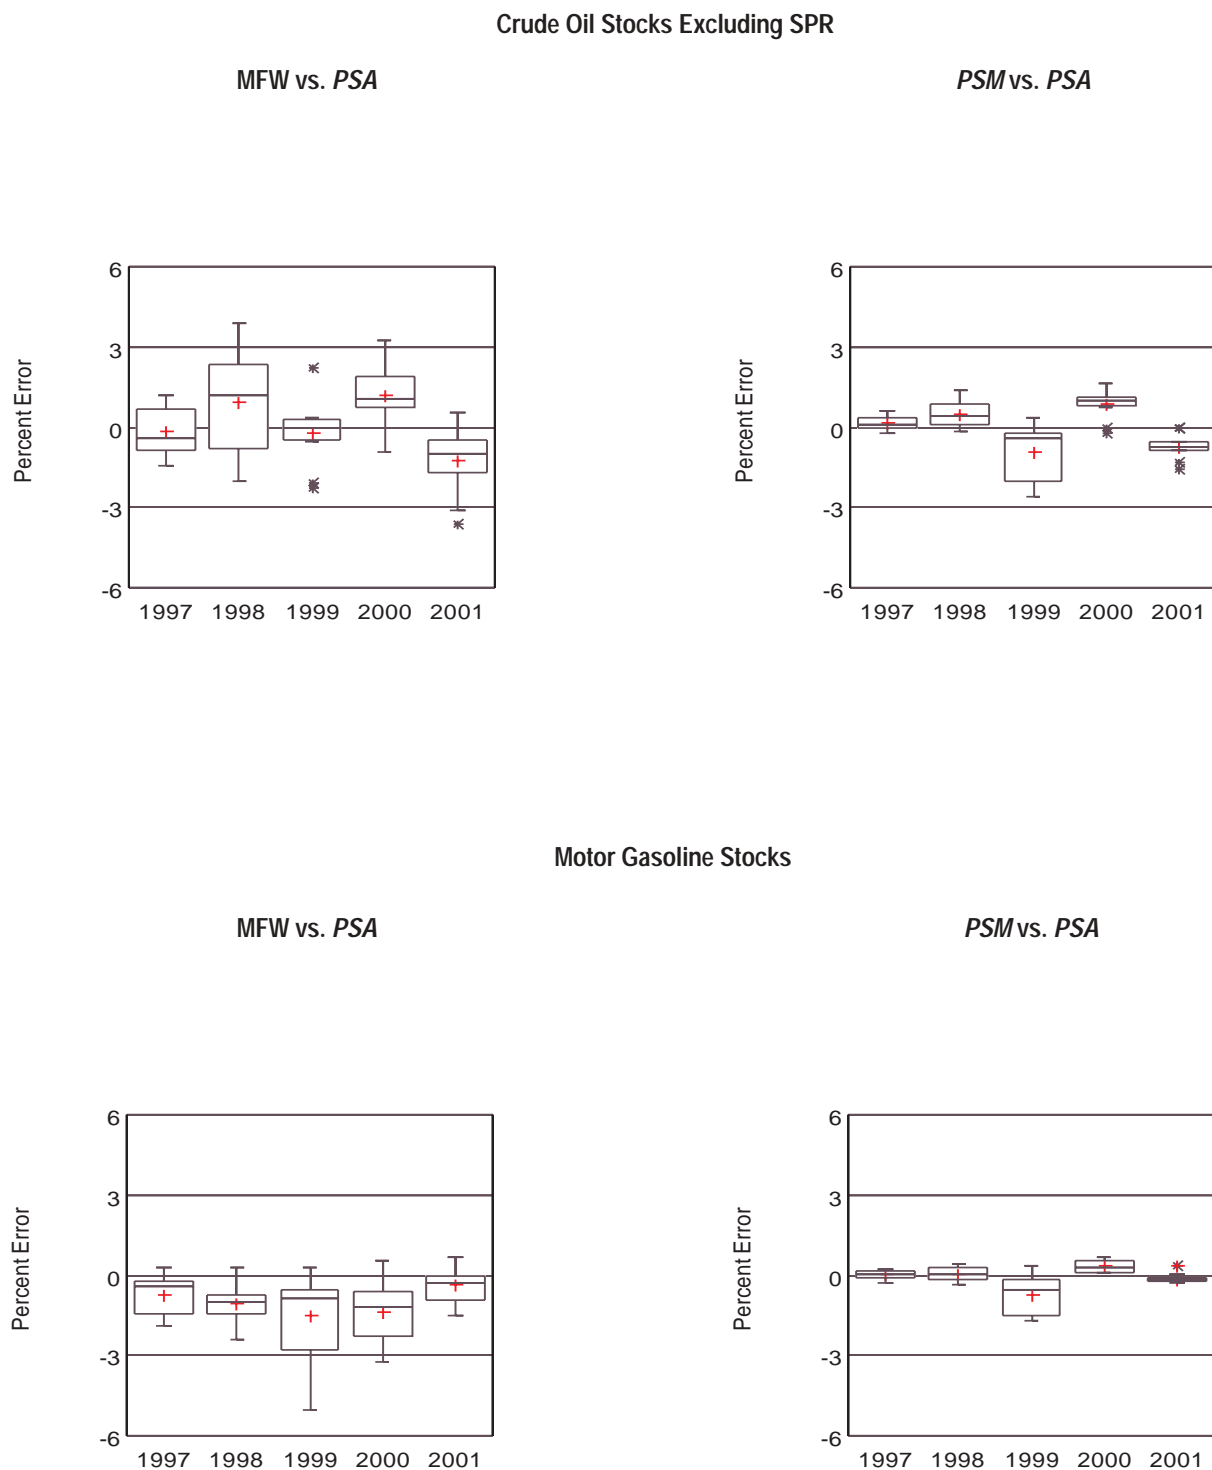 Crude Oil Stocks Excluding SPR
MFW vs. PSA
PSM vs. PSA
Percent Error
6
3
0
-3
-6
1997 1998 1999 2000 2001
Percent Error
6
3
0
-3
-6
1997 1998 1999 2000 2001
Motor Gasoline Stocks
MFW vs. PSA
PSM vs. PSA
Percent Error
6
3
0
-3
-6
1997 1998 1999 2000 2001
Percent Error
6
3
0
-3
-6
1997 1998 1999 2000 2001